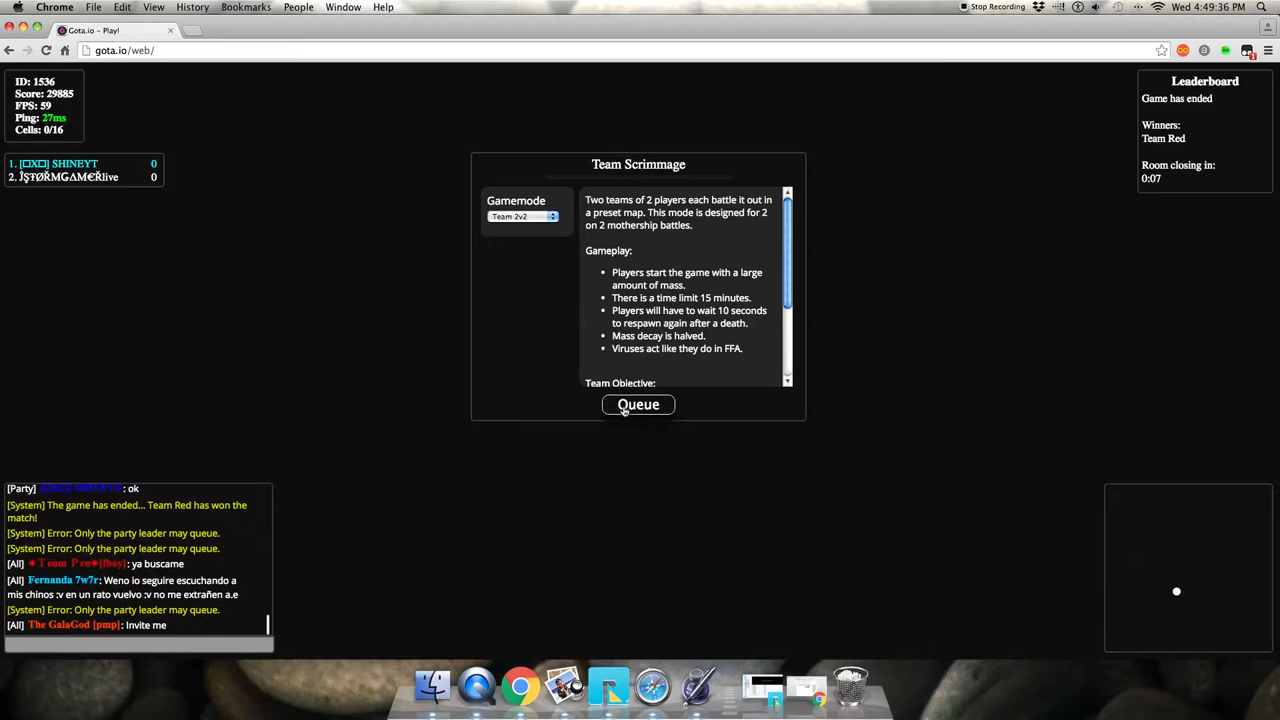 Chrome File Edit View History Bookmarks People Window Help
Stop Recording
Wed 4:49:36 PM
Gota.io – Play!
gota.io/web/
1
ID: 1536
Score: 29885
FPS: 59
Ping: 27ms
Cells: 0/16
SHINEYT 0
Leaderboard
Game has ended
Winners:
Team Red
Room closing in:
0:07
Team Scrimmage
Gamemode
Team 2v2
Two teams of 2 players each battle it out in
a preset map. This mode is designed for 2
on 2 mothership battles.
Gameplay:
• Players start the game with a large
amount of mass.
• There is a time limit 15 minutes.
• Players will have to wait 10 seconds
to respawn again after a death.
• Mass decay is halved.
• Viruses act like they do in FFA.
Team Objective:
Queue
[Party] SHINEYT: ok
[System] The game has ended... Team Red has won the
match!
[System] Error: Only the party leader may queue.
[System] Error: Only the party leader may queue.
[All] Pro [fboy]: ya buscame
[All] Fernanda 7w7r: Weno io seguire escuchando a
mis chinos :v en un rato vuelvo :v no me extrañen a.e
[System] Error: Only the party leader may queue.
[All] The GalaGod [pmp]: Invite me